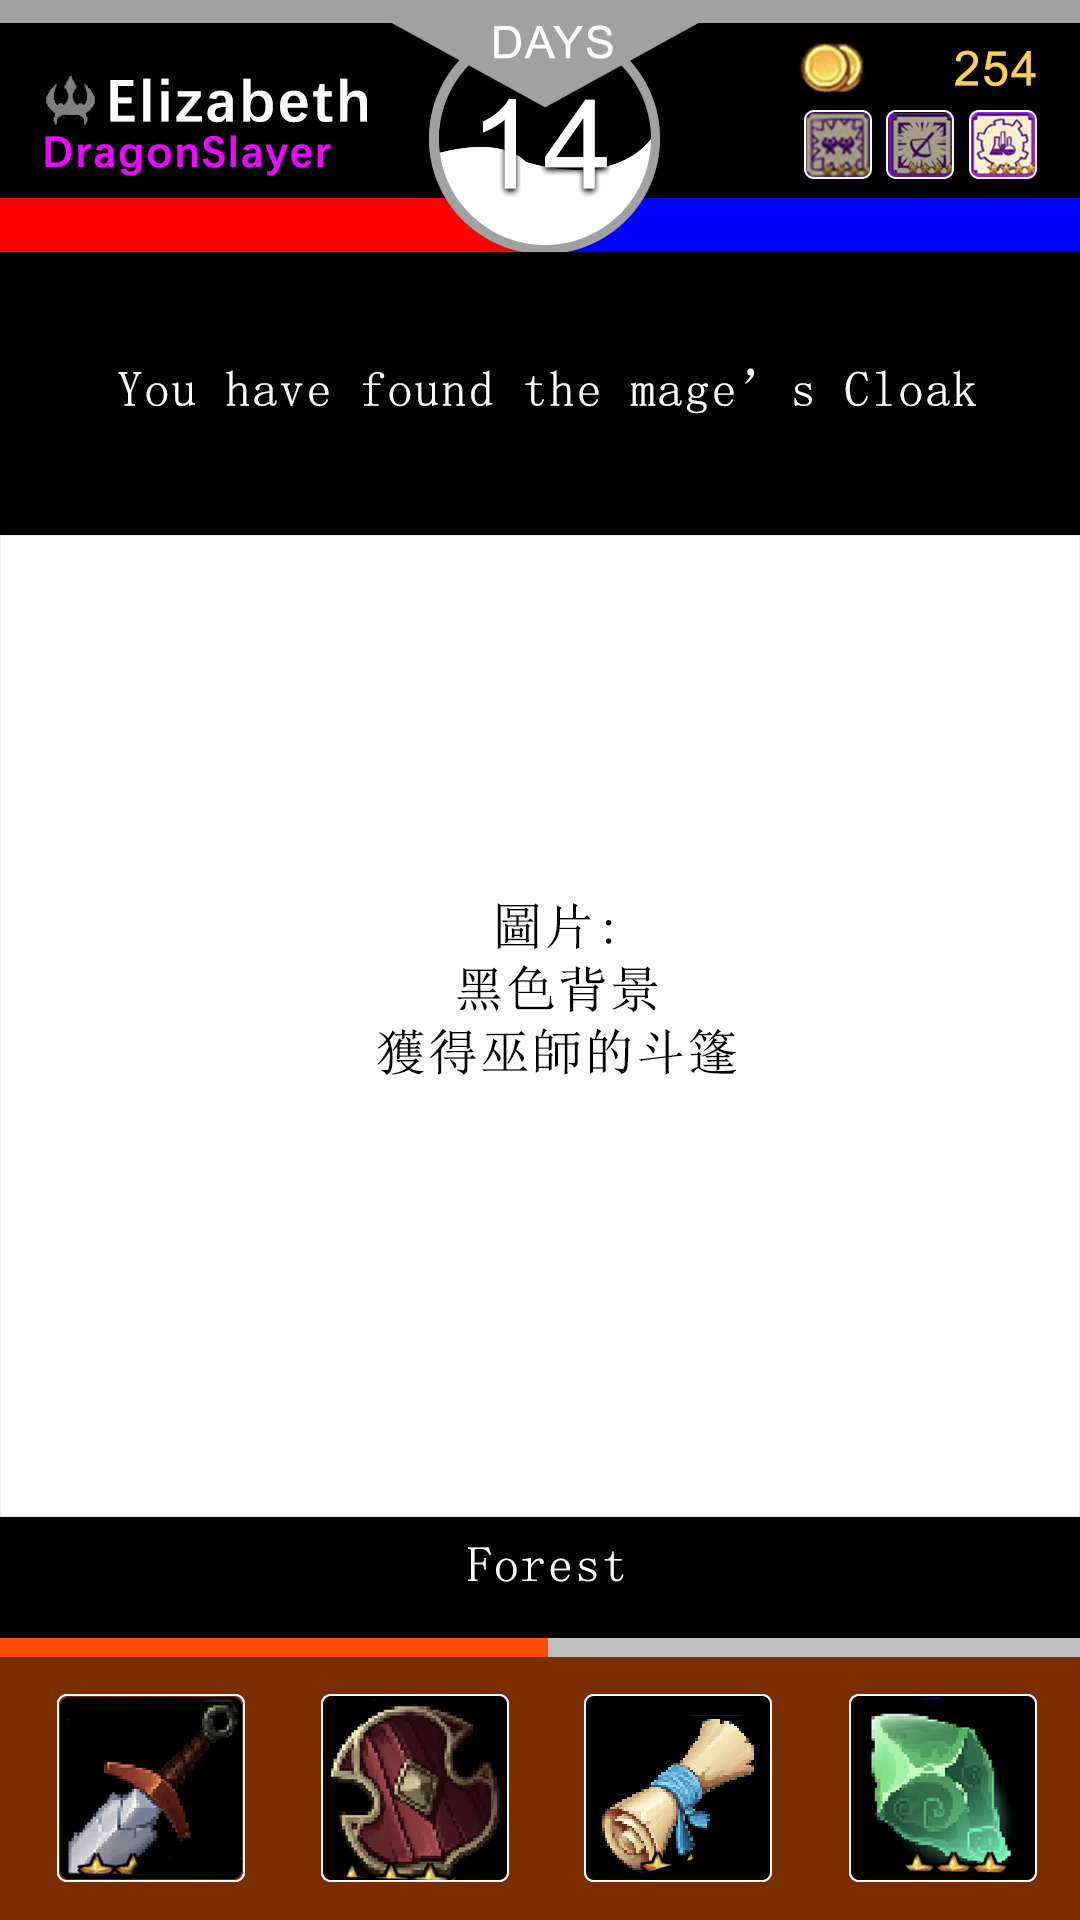 DAYS
14
254
Elizabeth
DragonSlayer
You have found the mage’s Cloak
圖片:
黑色背景
獲得巫師的斗篷
Forest